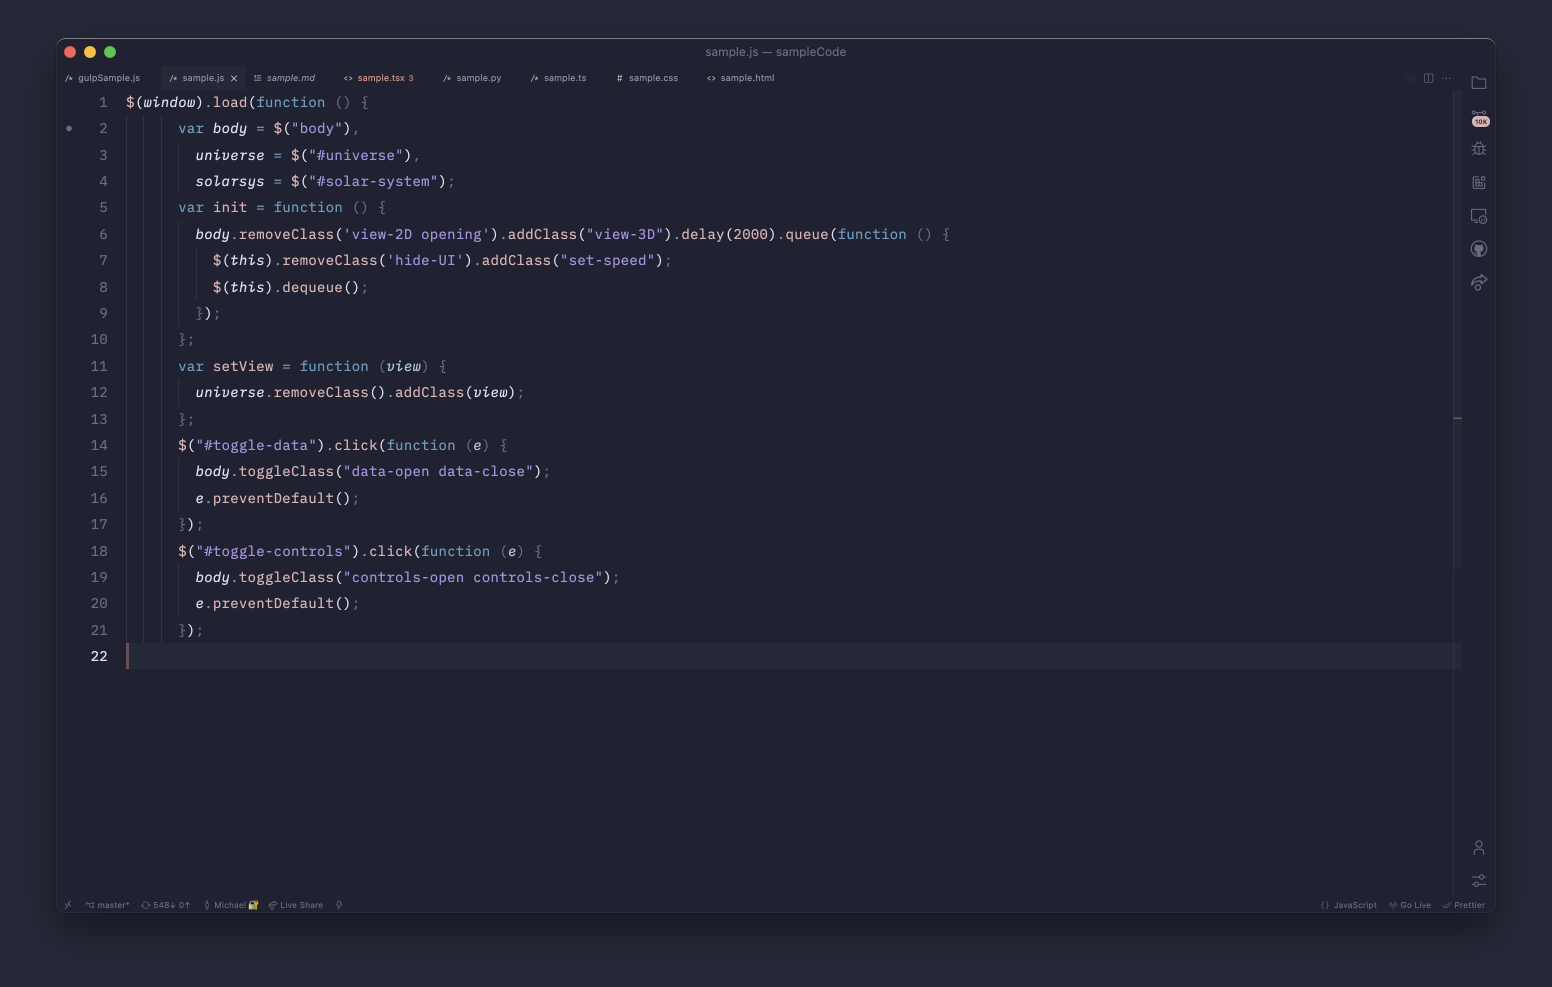 sample.js — sampleCode
gulpSample.js sample.js sample.md sample.tsx 3 sample.py sample.ts # sample.css <> sample.html
1 $(window).load(function () {
2 var body = $("body"),
3 universe = $("#universe"),
4 solarsys = $("#solar-system");
5 var init = function () {
6 body.removeClass('view-2D opening').addClass("view-3D").delay(2000).queue(function () {
7 $(this).removeClass('hide-UI').addClass("set-speed");
8 $(this).dequeue();
9 });
10 };
11 var setView = function (view) {
12 universe.removeClass().addClass(view);
13 };
14 $("#toggle-data").click(function (e) {
15 body.toggleClass("data-open data-close");
16 e.preventDefault();
17 });
18 $("#toggle-controls").click(function (e) {
19 body.toggleClass("controls-open controls-close");
20 e.preventDefault();
21 });
22
10K
master* 548↓ 0↑ Michael 🔐 Live Share {} JavaScript Go Live Prettier